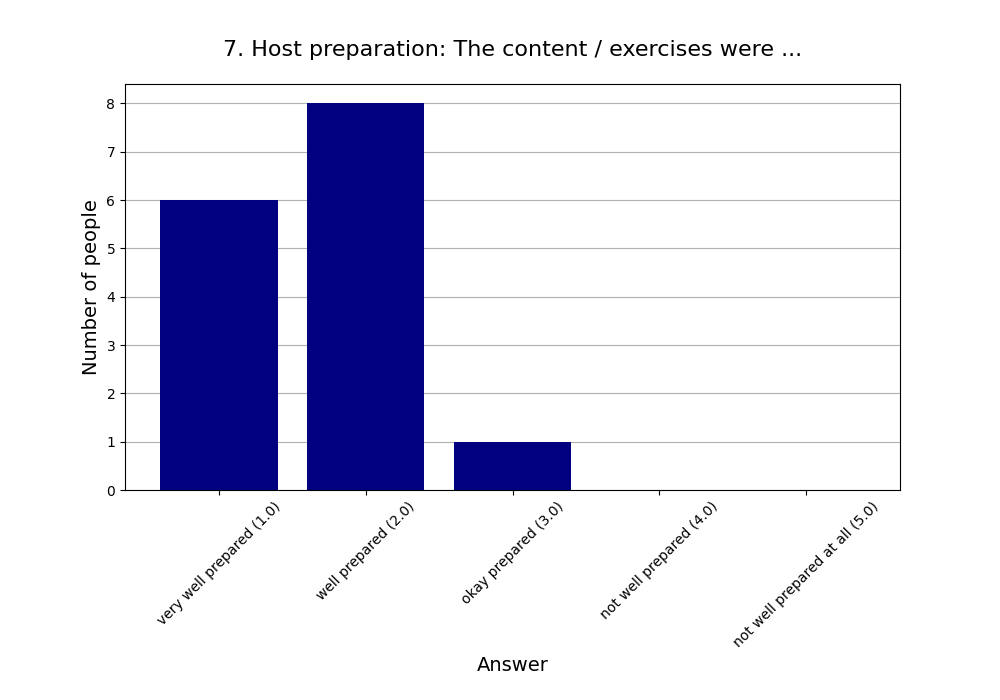 7. Host preparation: The content / exercises were ...
Number of people
8
7
6
5
4
3
2
1
0
very well prepared (1.0)
well prepared (2.0)
okay prepared (3.0)
not well prepared (4.0)
not well prepared at all (5.0)
Answer